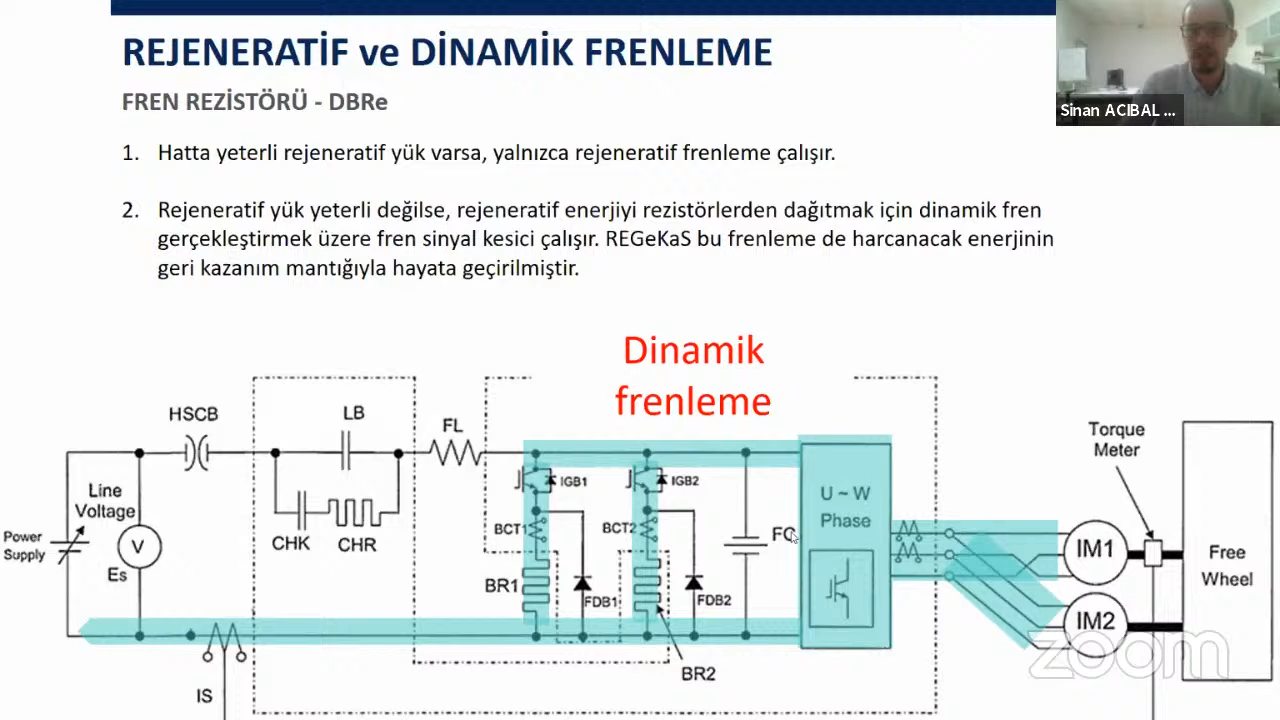 REJENERATİF ve DİNAMİK FRENLEME
FREN REZİSTÖRÜ - DBRe
Sinan ACIBAL ...
1. Hatta yeterli rejeneratif yük varsa, yalnızca rejeneratif frenleme çalışır.
2. Rejeneratif yük yeterli değilse, rejeneratif enerjiyi rezistörlerden dağıtmak için dinamik fren
gerçekleştirmek üzere fren sinyal kesici çalışır. REGeKaS bu frenleme de harcanacak enerjinin
geri kazanım mantığıyla hayata geçirilmiştir.
Dinamik
frenleme
HSCB
LB
FL
Torque
Meter
Line
Voltage
Power
Supply
V
Es
CHK
CHR
IGB1
IGB2
BCT1
BCT2
FC
BR1
FDB1
FDB2
BR2
U ~ W
Phase
IM1
IM2
Free
Wheel
IS
zoom